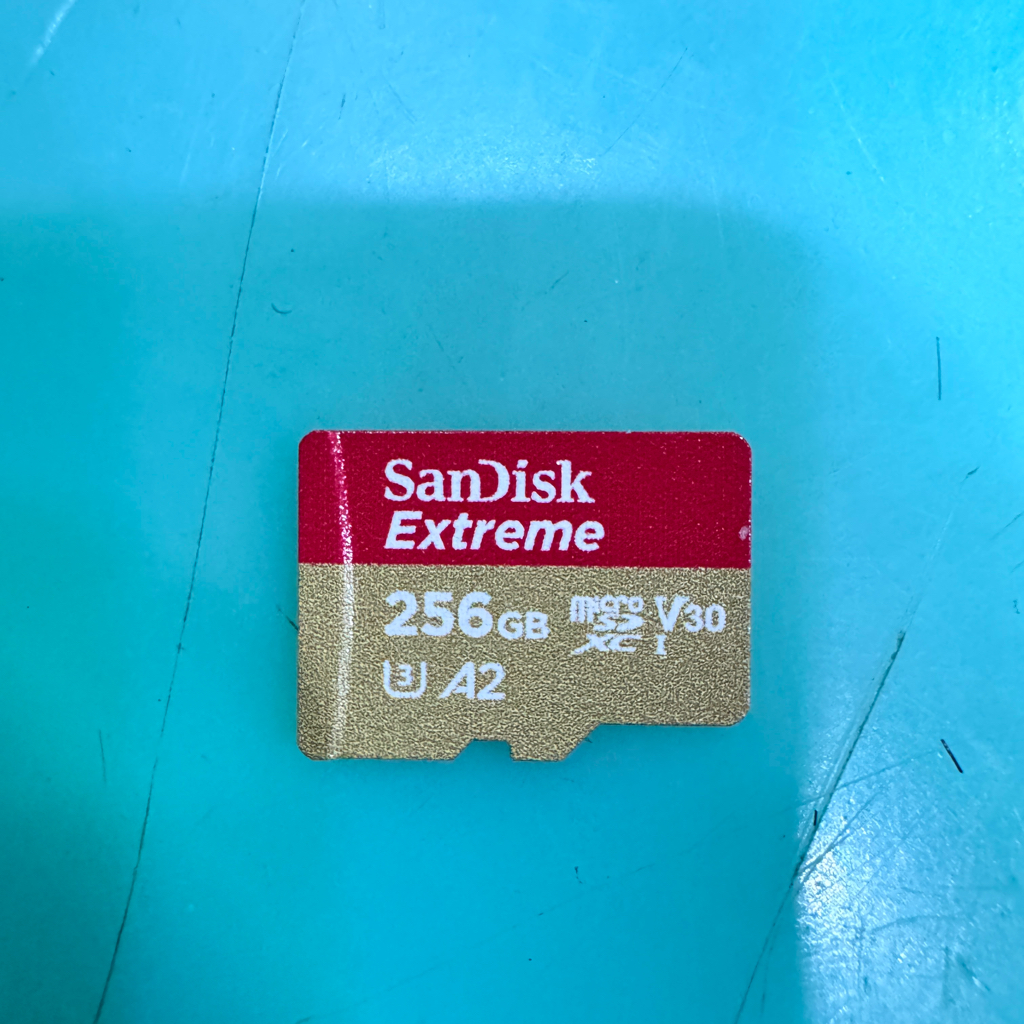 SanDisk
Extreme
256GB micro SD XC I V30
U3 A2